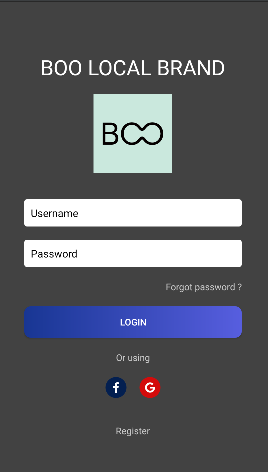 BOO LOCAL BRAND
BOO
Username
Password
Forgot password ?
LOGIN
Or using
f G
Register